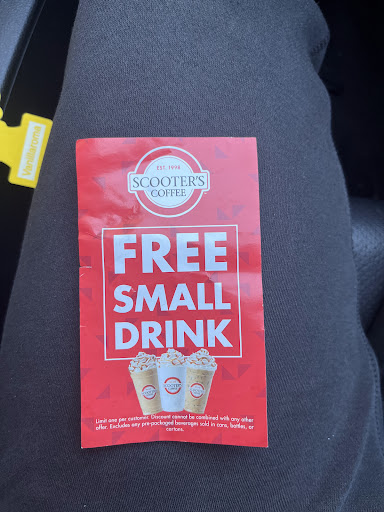 EST. 1998
SCOOTER'S
COFFEE
FREE
SMALL
DRINK
Limit one per customer. Discount cannot be combined with any other
offer. Excludes any pre-packaged beverages sold in cans, bottles, or
cartons.
Vanillaroma